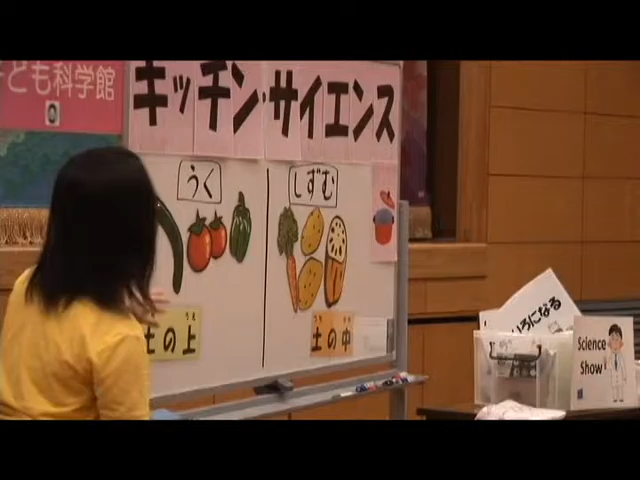 ども科学館
キッチン・サイエンス
うく
しずむ
土の上
土の中
いろになる
Science
Show